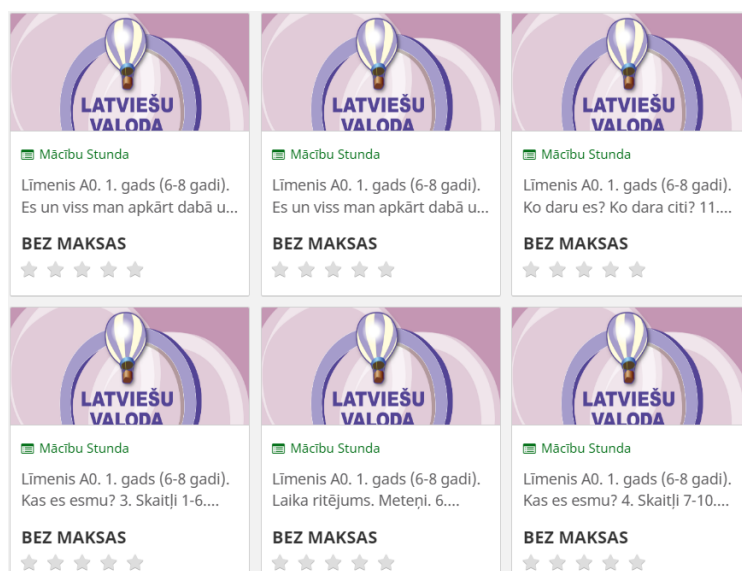 LATVIEŠU
VALODA
Mācību Stunda
Līmenis A0. 1. gads (6-8 gadi).
Es un viss man apkārt dabā u...
BEZ MAKSAS
LATVIEŠU
VALODA
Mācību Stunda
Līmenis A0. 1. gads (6-8 gadi).
Es un viss man apkārt dabā u...
BEZ MAKSAS
LATVIEŠU
VALODA
Mācību Stunda
Līmenis A0. 1. gads (6-8 gadi).
Ko daru es? Ko dara citi? 11....
BEZ MAKSAS
LATVIEŠU
VALODA
Mācību Stunda
Līmenis A0. 1. gads (6-8 gadi).
Kas es esmu? 3. Skaitļi 1-6....
BEZ MAKSAS
LATVIEŠU
VALODA
Mācību Stunda
Līmenis A0. 1. gads (6-8 gadi).
Laika ritējums. Meteņi. 6....
BEZ MAKSAS
LATVIEŠU
VALODA
Mācību Stunda
Līmenis A0. 1. gads (6-8 gadi).
Kas es esmu? 4. Skaitļi 7-10....
BEZ MAKSAS